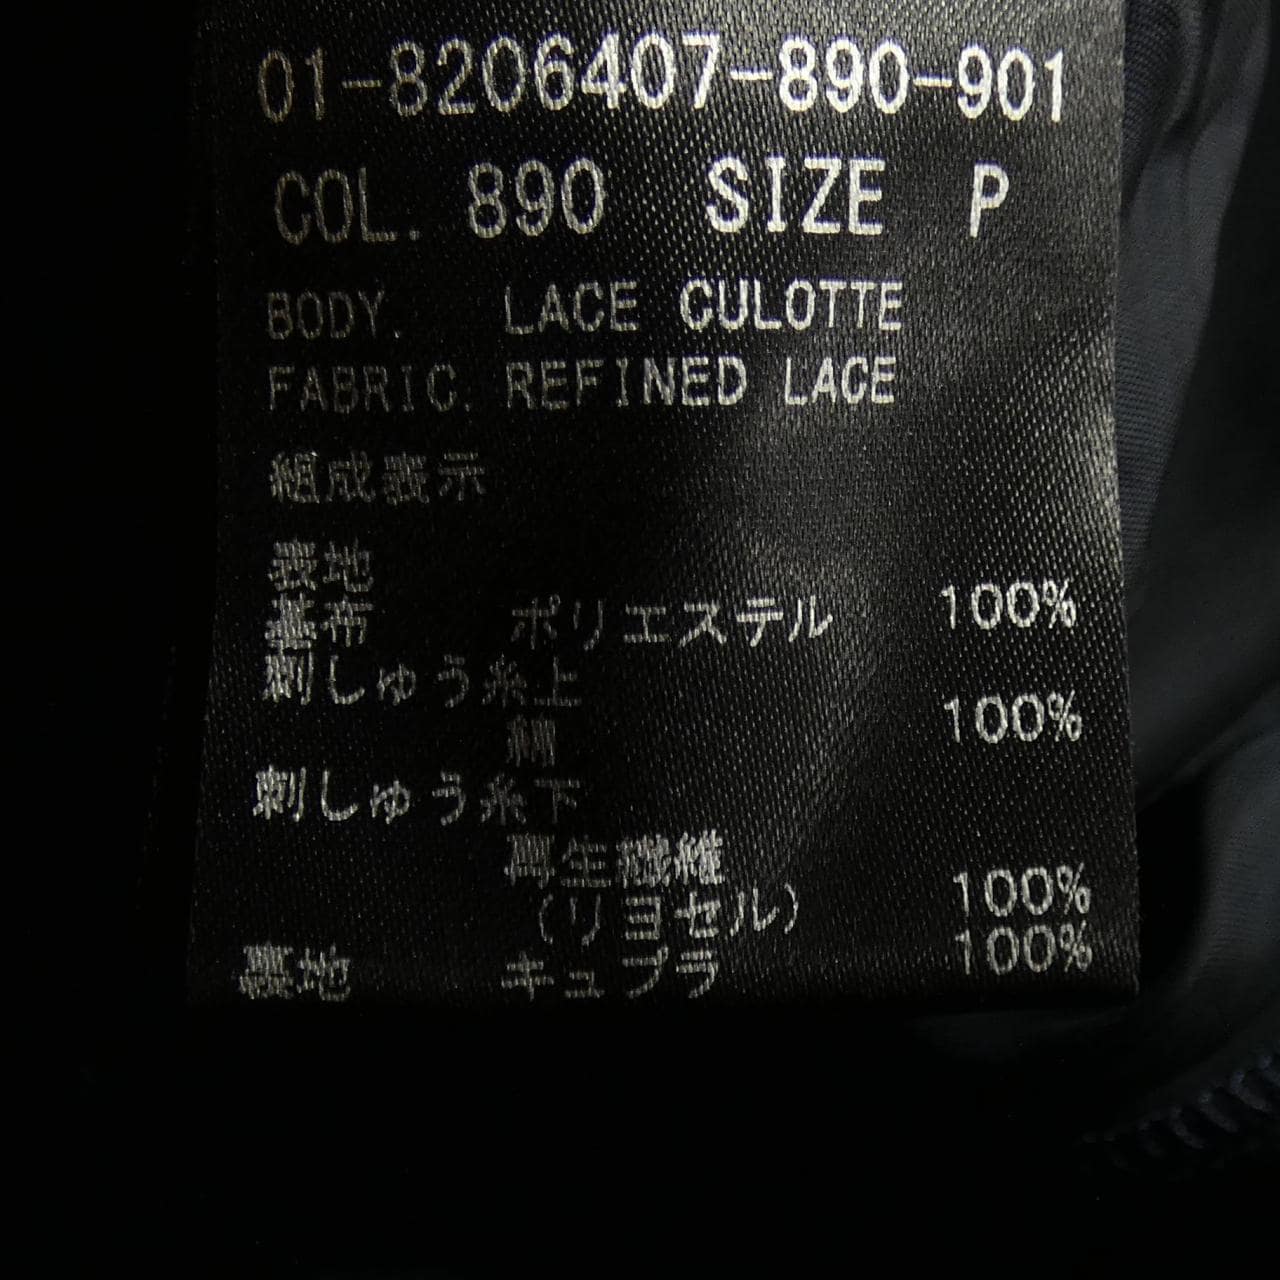 01-8206407-890-901
COL. 890 SIZE P
BODY. LACE CULOTTE
FABRIC. REFINED LACE
組成表示
表地
基布 ポリエステル 100%
刺しゅう糸上
綿 100%
刺しゅう糸下
再生繊維
(リヨセル) 100%
裏地 キュプラ 100%